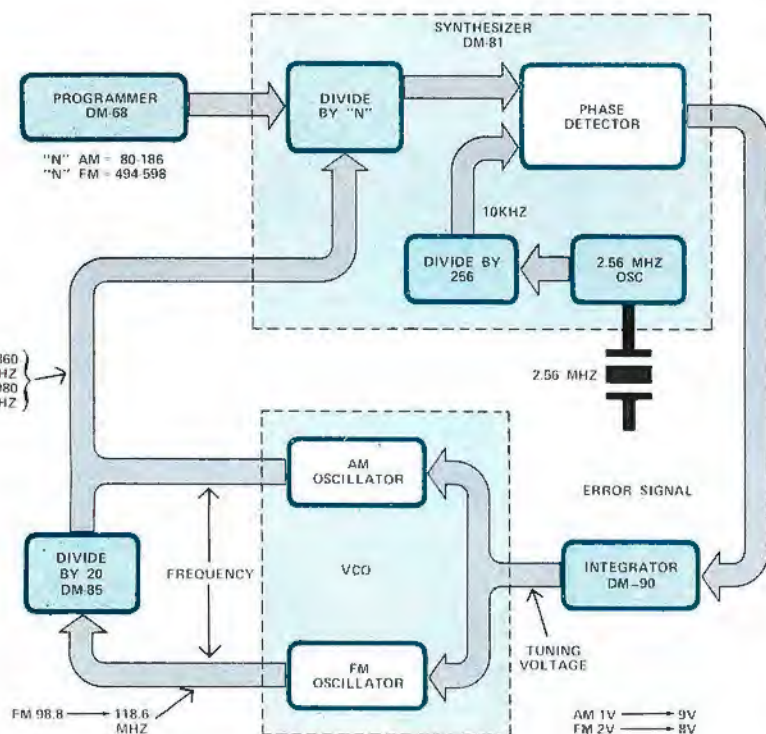 SYNTHESIZER
DM-81
PROGRAMMER
DM-68
DIVIDE
BY "N"
PHASE
DETECTOR
"N" AM = 80-186
"N" FM = 494-598
10KHZ
DIVIDE BY
256
2.56 MHZ
OSC
2.56 MHZ
AM
OSCILLATOR
ERROR SIGNAL
DIVIDE
BY 20
DM-85
FREQUENCY
VCO
INTEGRATOR
DM-90
TUNING
VOLTAGE
FM
OSCILLATOR
FM 98.8 → 118.6
MHZ
AM 1V → 9V
FM 2V → 8V